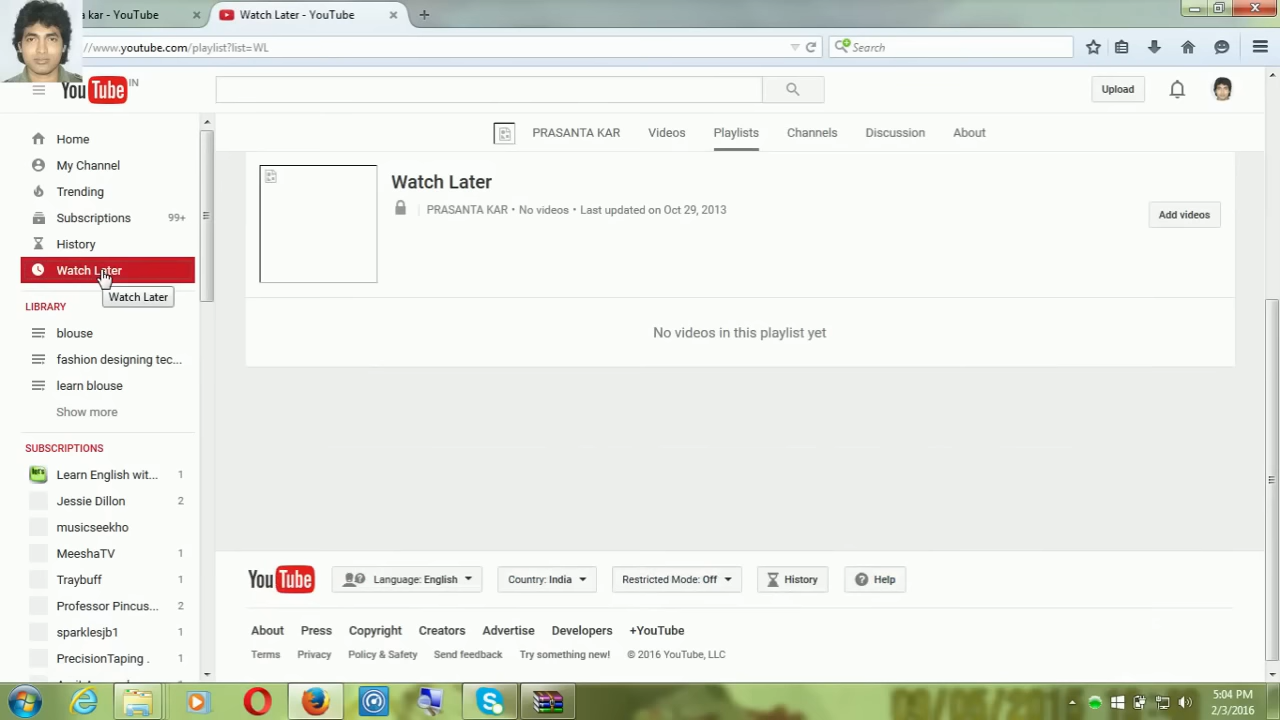 a kar - YouTube
Watch Later - YouTube
//www.youtube.com/playlist?list=WL
Search
YouTube IN
Upload
Home
My Channel
Trending
Subscriptions 99+
History
Watch Later
Watch Later
LIBRARY
blouse
fashion designing tec...
learn blouse
Show more
SUBSCRIPTIONS
Learn English wit... 1
Jessie Dillon 2
musicseekho
MeeshaTV 1
Traybuff 1
Professor Pincus... 2
sparklesjb1 1
PrecisionTaping . 1
PRASANTA KAR Videos Playlists Channels Discussion About
Watch Later
PRASANTA KAR • No videos • Last updated on Oct 29, 2013
Add videos
No videos in this playlist yet
YouTube Language: English Country: India Restricted Mode: Off History Help
About Press Copyright Creators Advertise Developers +YouTube
Terms Privacy Policy & Safety Send feedback Try something new! © 2016 YouTube, LLC
5:04 PM
2/3/2016